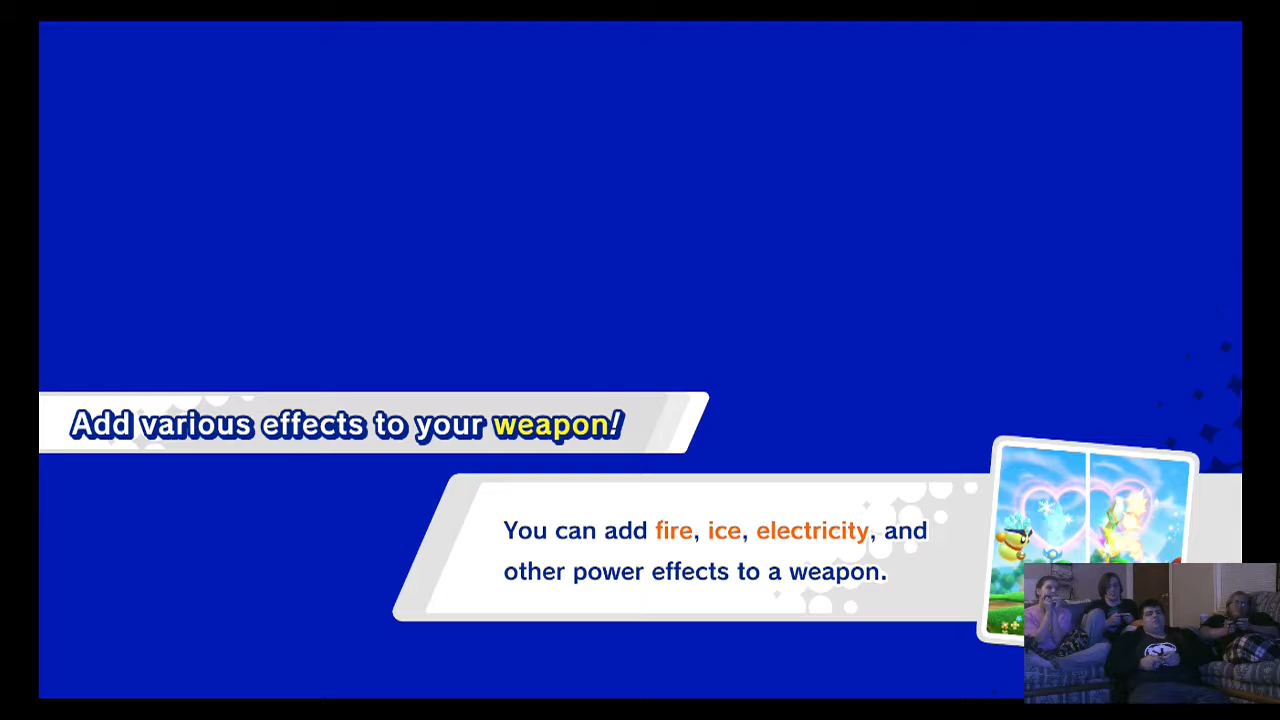 Add various effects to your weapon!
You can add fire, ice, electricity, and
other power effects to a weapon.